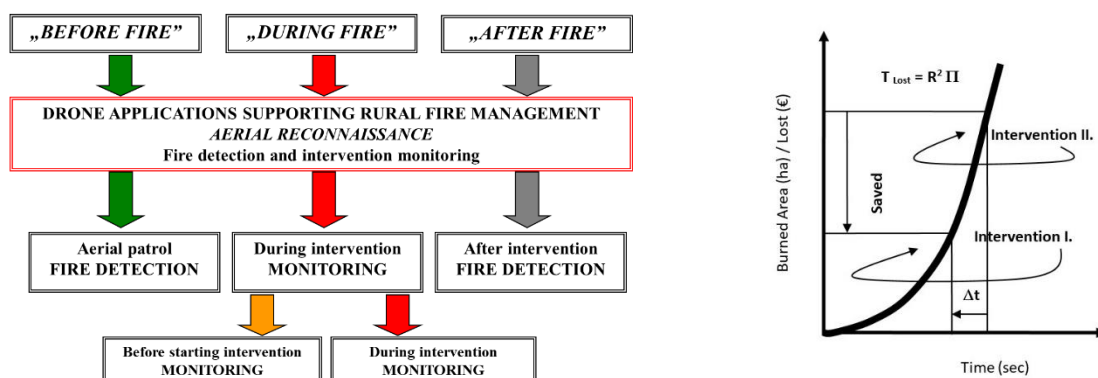 „BEFORE FIRE”
„DURING FIRE”
„AFTER FIRE”
DRONE APPLICATIONS SUPPORTING RURAL FIRE MANAGEMENT
AERIAL RECONNAISSANCE
Fire detection and intervention monitoring
Aerial patrol
FIRE DETECTION
During intervention
MONITORING
After intervention
FIRE DETECTION
Before starting intervention
MONITORING
During intervention
MONITORING
Burned Area (ha) / Lost (€)
T Lost = R² Π
Intervention II.
Saved
Intervention I.
Δt
Time (sec)